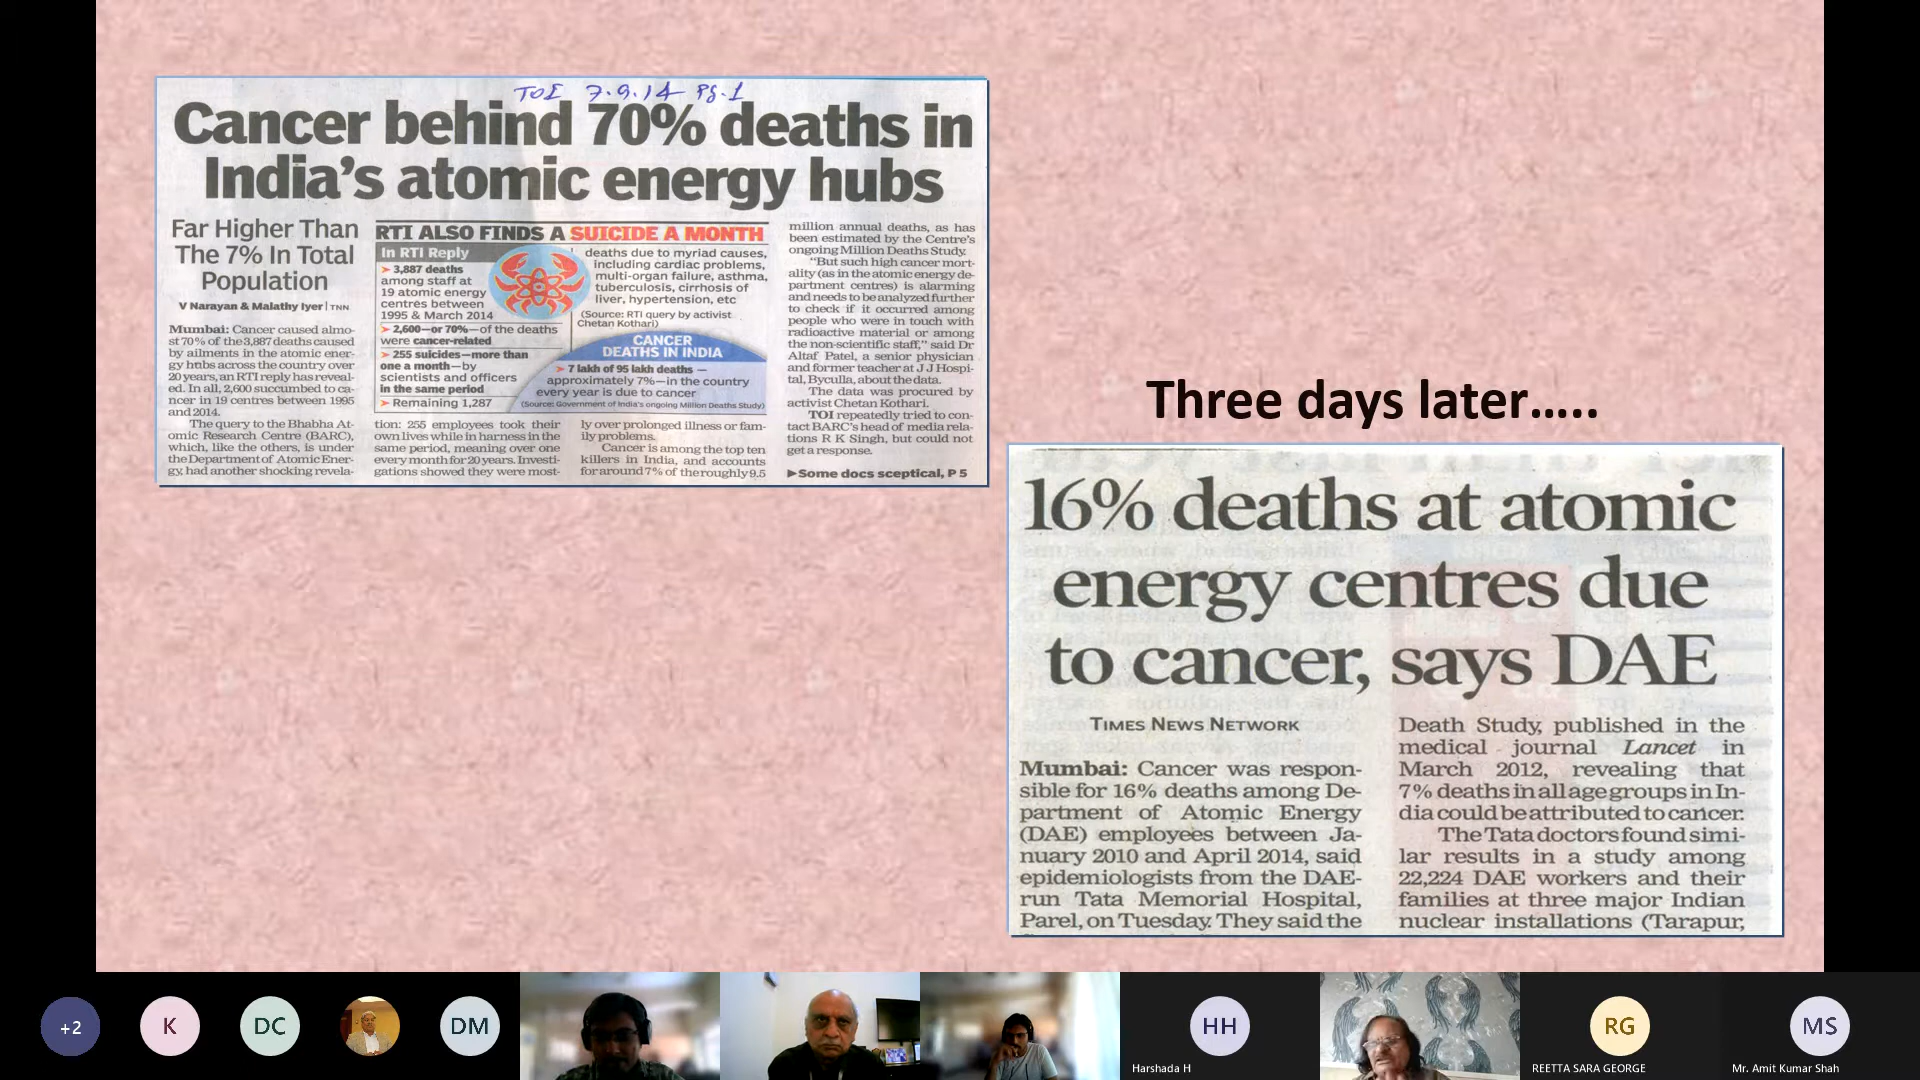 TOI 7.9.14 Pg.1
Cancer behind 70% deaths in
India's atomic energy hubs
Far Higher Than
The 7% In Total
Population
V Narayan & Malathy Iyer | TNN
Mumbai: Cancer caused almo-
st 70% of the 3,887 deaths caused
by ailments in the atomic ener-
gy hubs across the country over
20 years, an RTI reply has reveal-
ed. In all, 2,600 succumbed to ca-
ncer in 19 centres between 1995
and 2014.
The query to the Bhabha At-
omic Research Centre (BARC),
which, like the others, is under
the Department of Atomic Ener-
gy, had another shocking revela-
RTI ALSO FINDS A SUICIDE A MONTH
In RTI Reply
➤ 3,887 deaths
among staff at
19 atomic energy
centres between
1995 & March 2014
➤ 2,600—or 70%—of the deaths
were cancer-related
➤ 255 suicides—more than
one a month—by
scientists and officers
in the same period
➤ Remaining 1,287
deaths due to myriad causes,
including cardiac problems,
multi-organ failure, asthma,
tuberculosis, cirrhosis of
liver, hypertension, etc
(Source: RTI query by activist
Chetan Kothari)
CANCER
DEATHS IN INDIA
➤ 7 lakh of 95 lakh deaths —
approximately 7%—in the country
every year is due to cancer
(Source: Government of India's ongoing Million Deaths Study)
tion: 255 employees took their
own lives while in harness in the
same period, meaning over one
every month for 20 years. Investi-
gations showed they were most-
ly over prolonged illness or fam-
ily problems.
Cancer is among the top ten
killers in India, and accounts
for around 7% of the roughly 9.5
million annual deaths, as has
been estimated by the Centre's
ongoing Million Deaths Study.
"But such high cancer mort-
ality (as in the atomic energy de-
partment centres) is alarming
and needs to be analyzed further
to check if it occurred among
people who were in touch with
radioactive material or among
the non-scientific staff," said Dr
Altaf Patel, a senior physician
and former teacher at J J Hospi-
tal, Byculla, about the data.
The data was procured by
activist Chetan Kothari.
TOI repeatedly tried to con-
tact BARC's head of media rela-
tions R K Singh, but could not
get a response.
▶Some docs sceptical, P 5
Three days later.....
16% deaths at atomic
energy centres due
to cancer, says DAE
TIMES NEWS NETWORK
Mumbai: Cancer was respon-
sible for 16% deaths among De-
partment of Atomic Energy
(DAE) employees between Ja-
nuary 2010 and April 2014, said
epidemiologists from the DAE-
run Tata Memorial Hospital,
Parel, on Tuesday. They said the
Death Study, published in the
medical journal Lancet in
March 2012, revealing that
7% deaths in all age groups in In-
dia could be attributed to cancer.
The Tata doctors found simi-
lar results in a study among
22,224 DAE workers and their
families at three major Indian
nuclear installations (Tarapur,
+2
K
DC
DM
HH
Harshada H
RG
REETTA SARA GEORGE
MS
Mr. Amit Kumar Shah